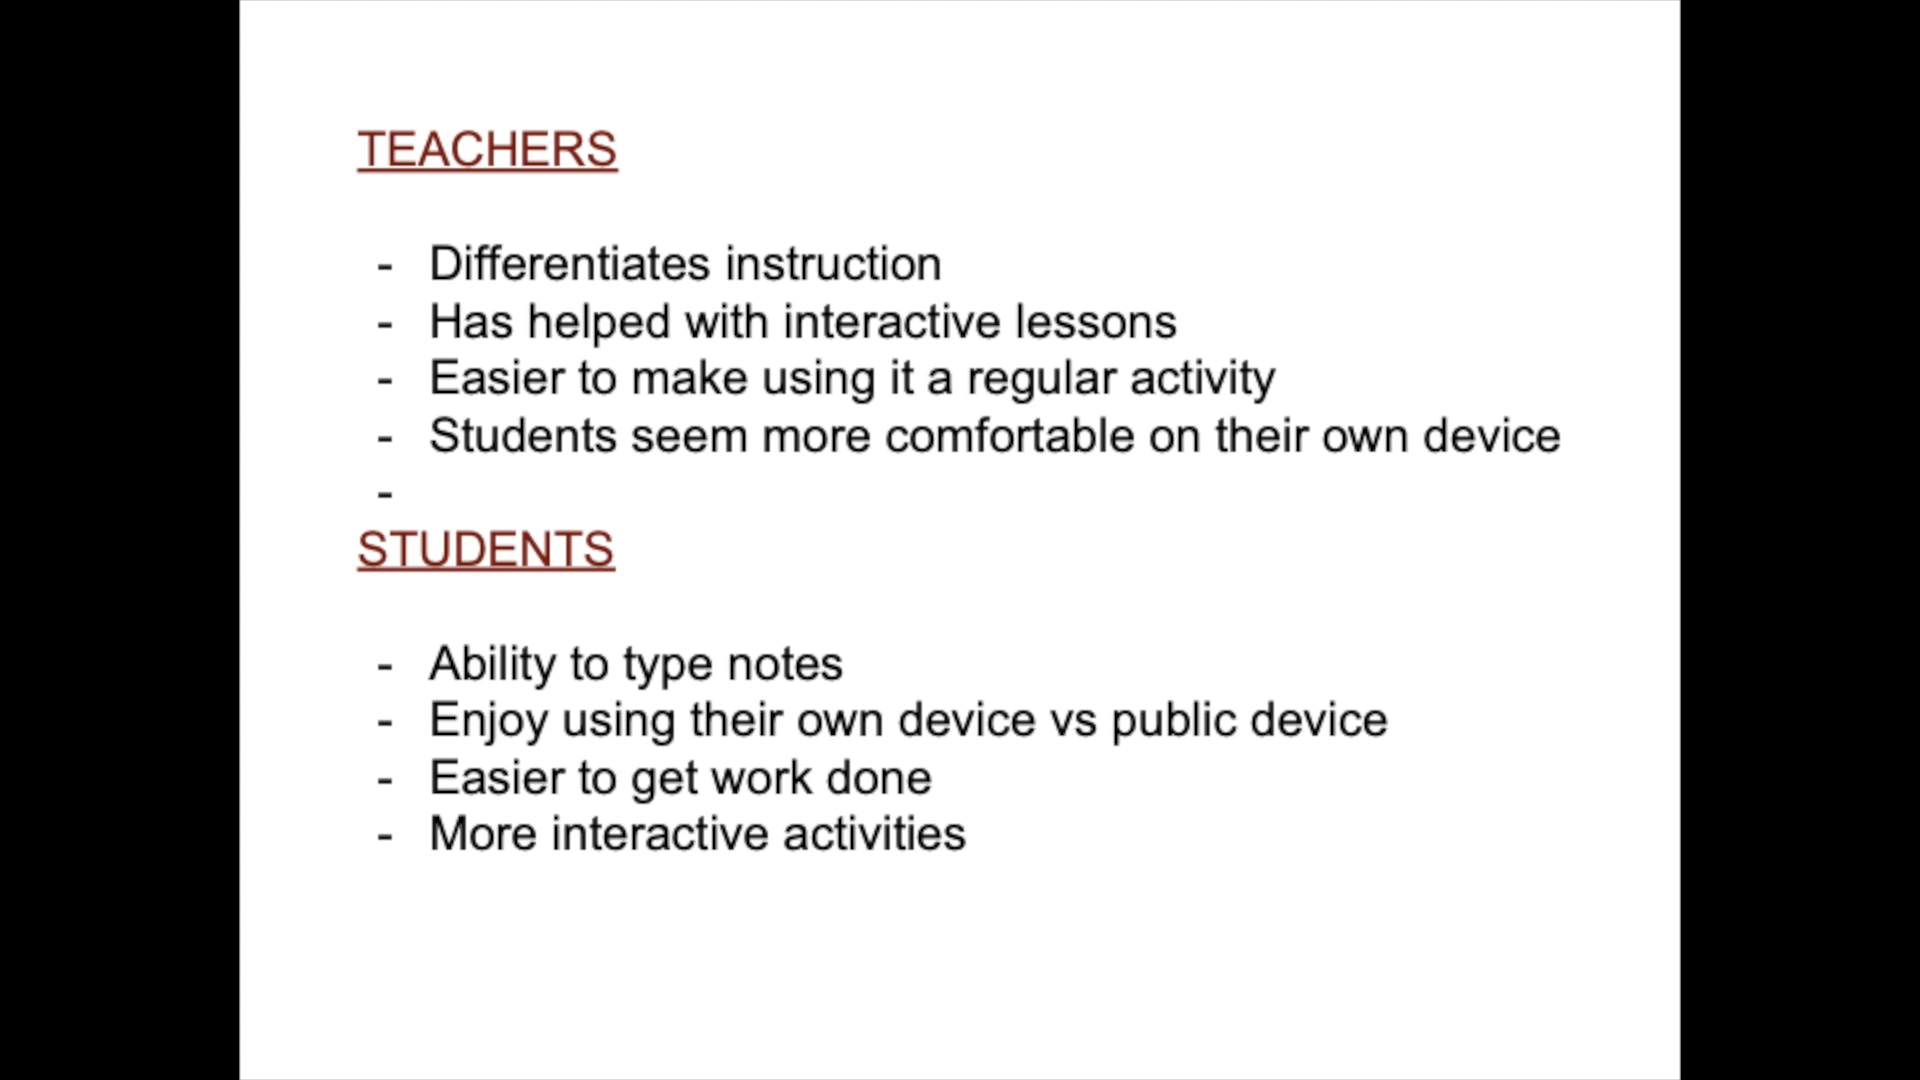 TEACHERS
- Differentiates instruction
- Has helped with interactive lessons
- Easier to make using it a regular activity
- Students seem more comfortable on their own device
-
STUDENTS
- Ability to type notes
- Enjoy using their own device vs public device
- Easier to get work done
- More interactive activities